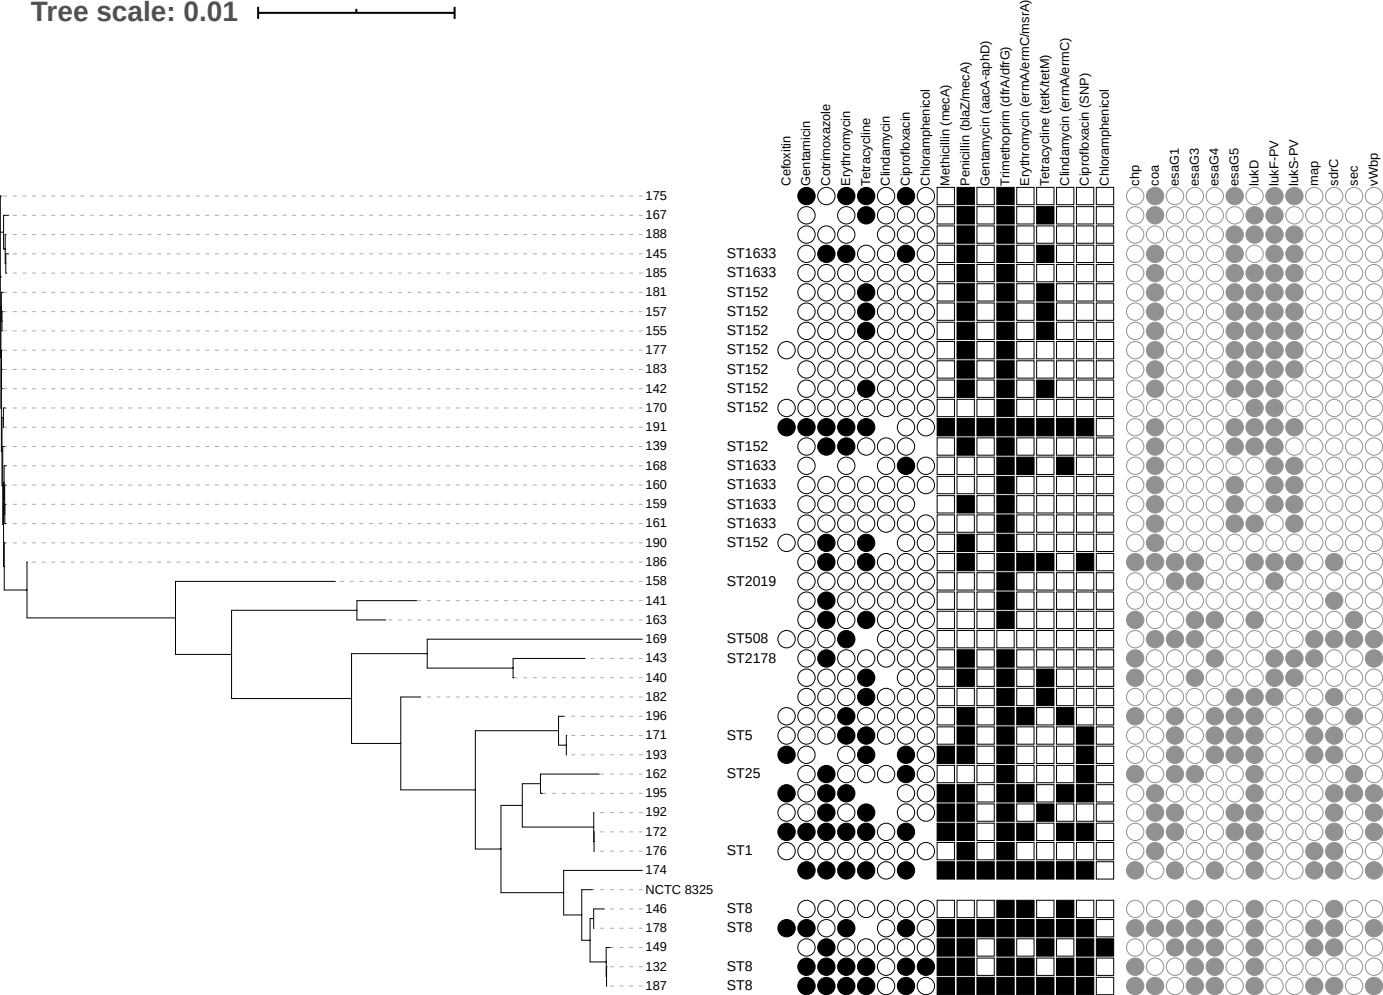 Tree scale: 0.01
Cefoxitin
Gentamicin
Cotrimoxazole
Erythromycin
Tetracycline
Clindamycin
Ciprofloxacin
Chloramphenicol
Methicillin (mecA)
Penicillin (blaZ/mecA)
Gentamycin (aacA-aphD)
Trimethoprim (dfrA/dfrG)
Erythromycin (ermA/ermC/msrA)
Tetracycline (tetK/tetM)
Clindamycin (ermA/ermC)
Ciprofloxacin (SNP)
Chloramphenicol
chp
coa
esaG1
esaG3
esaG4
esaG5
lukD
lukF-PV
lukS-PV
map
sdrC
sec
vWbp
175
167
188
145 ST1633
185 ST1633
181 ST152
157 ST152
155 ST152
177 ST152
183 ST152
142 ST152
170 ST152
191
139 ST152
168 ST1633
160 ST1633
159 ST1633
161 ST1633
190 ST152
186
158 ST2019
141
163
169 ST508
143 ST2178
140
182
196
171 ST5
193
162 ST25
195
192
172
176 ST1
174
NCTC 8325
146 ST8
178 ST8
149
132 ST8
187 ST8